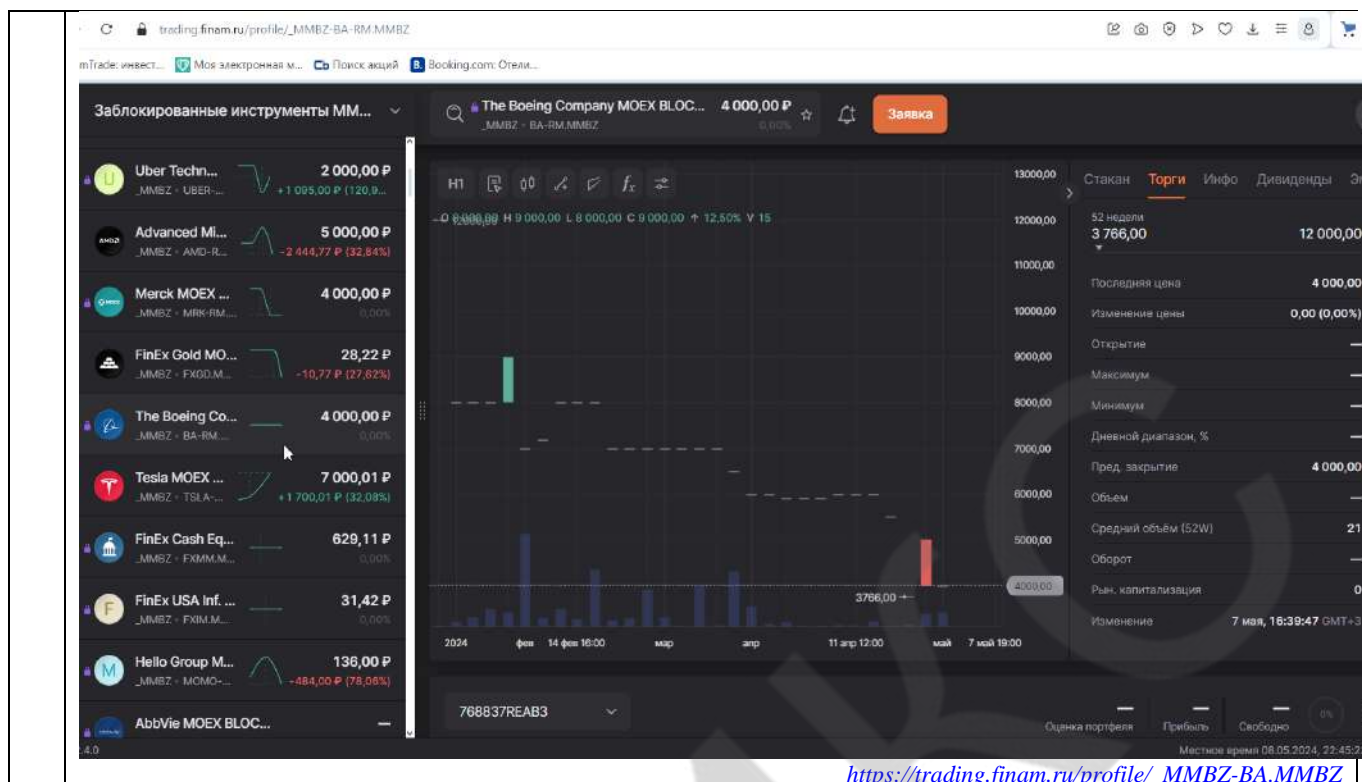 trading.finam.ru/profile/_MMBZ-BA-RM.MMBZ
mTrade: инвест... Моя электронная м... Поиск акций B. Booking.com: Отели...
Заблокированные инструменты MM...
The Boeing Company MOEX BLOC... 4 000,00 ₽
_MMBZ - BA-RM.MMBZ 0,00%
Заявка
Uber Techn... 2 000,00 ₽
_MMBZ - UBER-... +1 095,00 ₽ (120,9...
Advanced Mi... 5 000,00 ₽
_MMBZ - AMD-R... -2 444,77 ₽ (32,84%)
Merck MOEX ... 4 000,00 ₽
_MMBZ - MRK-RM.... 0,00%
FinEx Gold MO... 28,22 ₽
_MMBZ - FXGD.M... -10,77 ₽ (27,62%)
The Boeing Co... 4 000,00 ₽
_MMBZ - BA-RM.... 0,00%
Tesla MOEX ... 7 000,01 ₽
_MMBZ - TSLA-... +1 700,01 ₽ (32,08%)
FinEx Cash Eq... 629,11 ₽
_MMBZ - FXMM.M... 0,00%
FinEx USA Inf. ... 31,42 ₽
_MMBZ - FXIM.M... 0,00%
Hello Group M... 136,00 ₽
_MMBZ - MOMO-... -484,00 ₽ (78,06%)
AbbVie MOEX BLOC... —
H1
H 9 000,00 L 8 000,00 C 9 000,00 ↑ 12,50% V 15
13000,00
12000,00
11000,00
10000,00
9000,00
8000,00
7000,00
6000,00
5000,00
4000,00
3766,00
2024 фев 14 фев 16:00 мар апр 11 апр 12:00 май 7 май 19:00
Стакан Торги Инфо Дивиденды
52 недели
3 766,00 12 000,00
Последняя цена 4 000,00
Изменение цены 0,00 (0,00%)
Открытие —
Максимум —
Минимум —
Дневной диапазон, % —
Пред. закрытие 4 000,00
Объем —
Средний объём (52W) 21
Оборот —
Рын. капитализация 0
Изменение 7 мая, 16:39:47 GMT+3
768837REAB3
— — — 0%
Оценка портфеля Прибыль Свободно
.4.0
Местное время 08.05.2024, 22:45:2
https://trading.finam.ru/profile/_MMBZ-BA.MMBZ